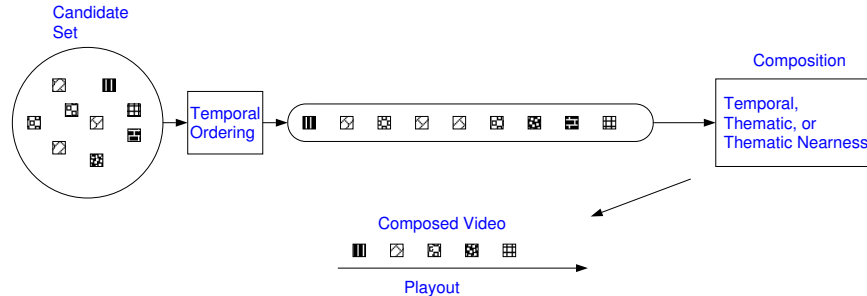 Candidate
Set
Temporal
Ordering
Composition
Temporal,
Thematic, or
Thematic Nearness
Composed Video
Playout